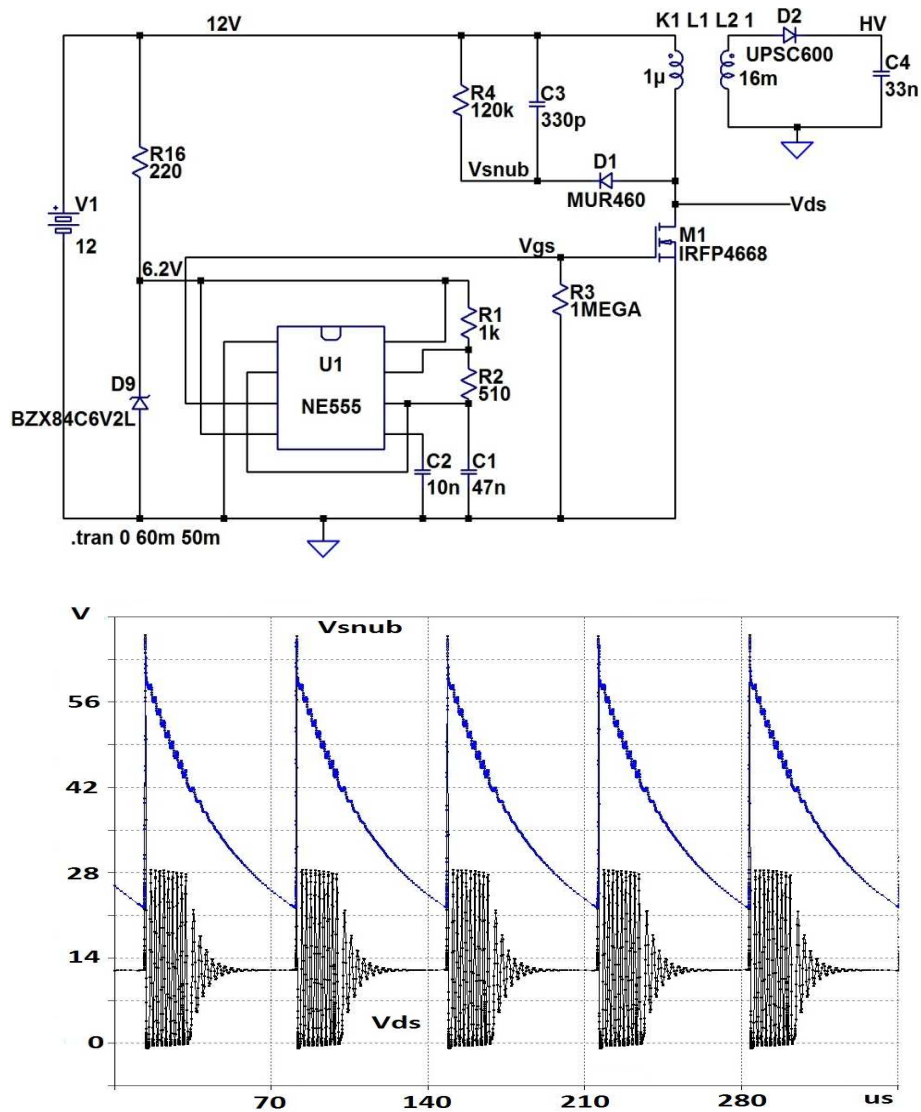 12V
K1 L1 L2 1
D2
HV
UPSC600
1µ
16m
C4
33n
R4
120k
C3
330p
R16
220
Vsnub
D1
MUR460
Vds
V1
12
Vgs
M1
IRFP4668
6.2V
R3
1MEGA
R1
1k
U1
R2
510
D9
NE555
BZX84C6V2L
C2
10n
C1
47n
.tran 0 60m 50m
V
Vsnub
56
42
28
14
Vds
0
70
140
210
280
us